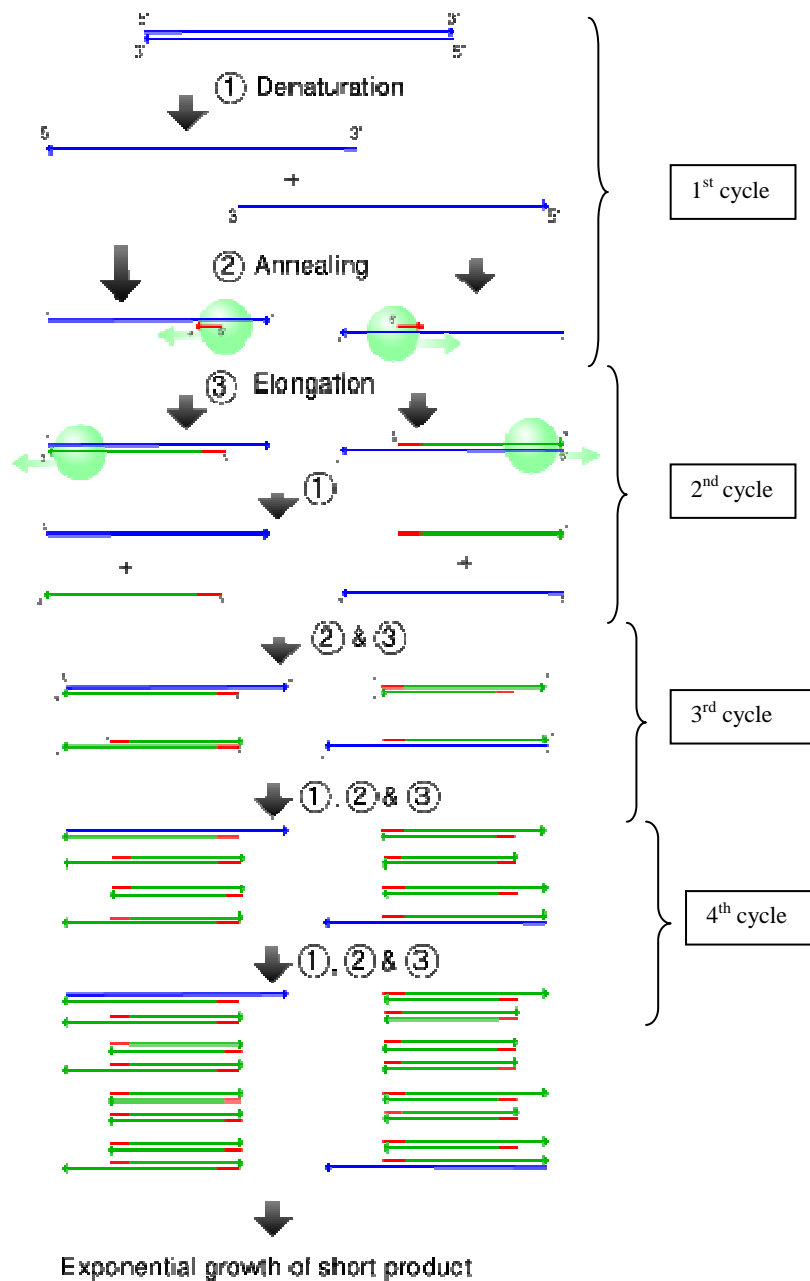 5' 3'
3' 5'
① Denaturation
5 3'
+
3 5'
1st cycle
② Annealing
5'
③ Elongation
①
2nd cycle
+ +
② & ③
3rd cycle
①. ② & ③
4th cycle
①, ② & ③
Exponential growth of short product